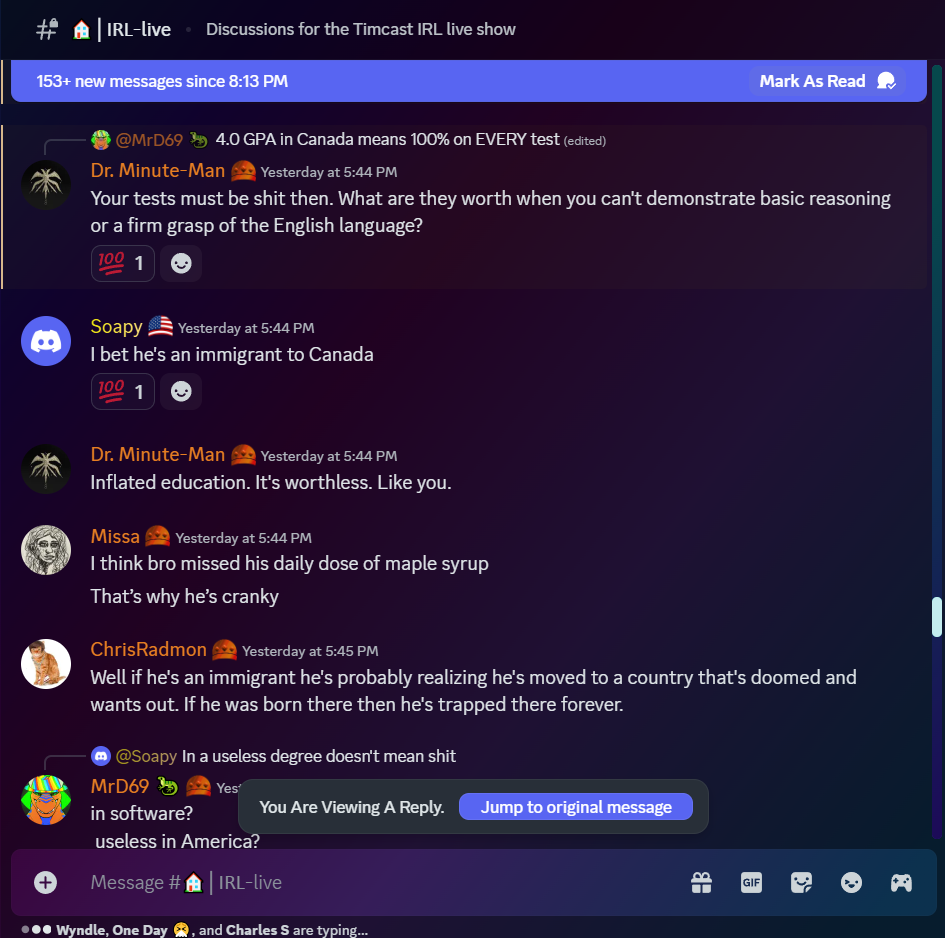 IRL-live
Discussions for the Timcast IRL live show
153+ new messages since 8:13 PM
Mark As Read
@MrD69 4.0 GPA in Canada means 100% on EVERY test (edited)
Dr. Minute-Man Yesterday at 5:44 PM
Your tests must be shit then. What are they worth when you can't demonstrate basic reasoning
or a firm grasp of the English language?
💯 1
Soapy Yesterday at 5:44 PM
I bet he's an immigrant to Canada
💯 1
Dr. Minute-Man Yesterday at 5:44 PM
Inflated education. It's worthless. Like you.
Missa Yesterday at 5:44 PM
I think bro missed his daily dose of maple syrup
That’s why he’s cranky
ChrisRadmon Yesterday at 5:45 PM
Well if he's an immigrant he's probably realizing he's moved to a country that's doomed and
wants out. If he was born there then he's trapped there forever.
@Soapy In a useless degree doesn't mean shit
MrD69
in software?
useless in America?
You Are Viewing A Reply.
Jump to original message
Message # | IRL-live
GIF
Wyndle, One Day , and Charles S are typing...